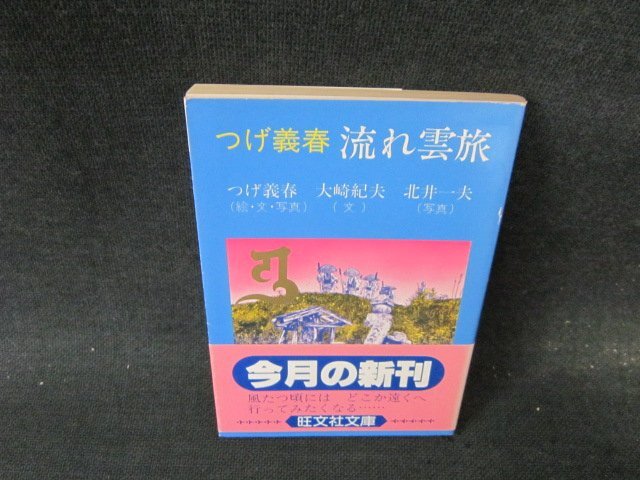 つげ義春 流れ雲旅
つげ義春 大崎紀夫 北井一夫
(絵・文・写真) (文) (写真)
今月の新刊
風たつ頃には どこか遠くへ
行ってみたくなる……
旺文社文庫